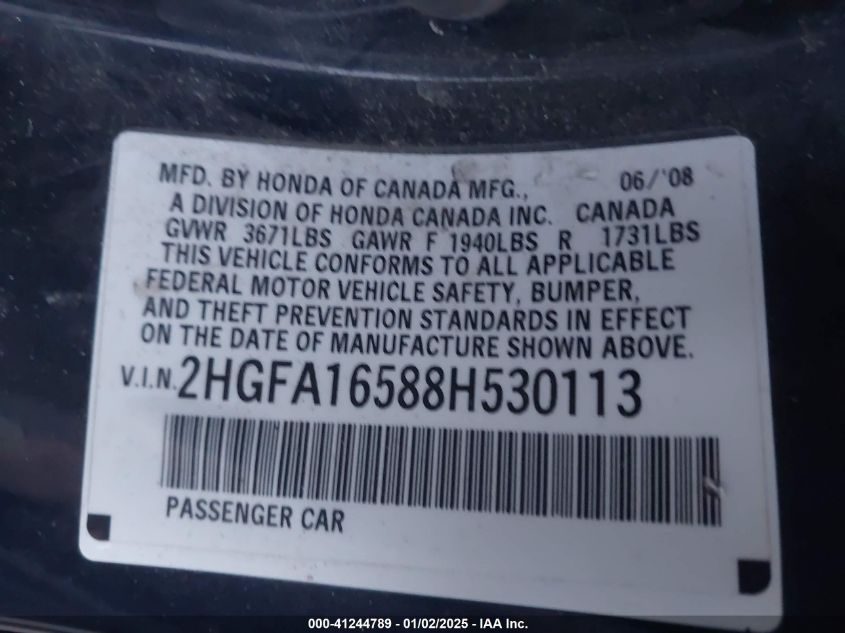 MFD. BY HONDA OF CANADA MFG., 06/'08
A DIVISION OF HONDA CANADA INC. CANADA
GVWR 3671LBS GAWR F 1940LBS R 1731LBS
THIS VEHICLE CONFORMS TO ALL APPLICABLE
FEDERAL MOTOR VEHICLE SAFETY, BUMPER,
AND THEFT PREVENTION STANDARDS IN EFFECT
ON THE DATE OF MANUFACTURE SHOWN ABOVE.
V.I.N. 2HGFA16588H530113
PASSENGER CAR
000-41244789 - 01/02/2025 - IAA Inc.